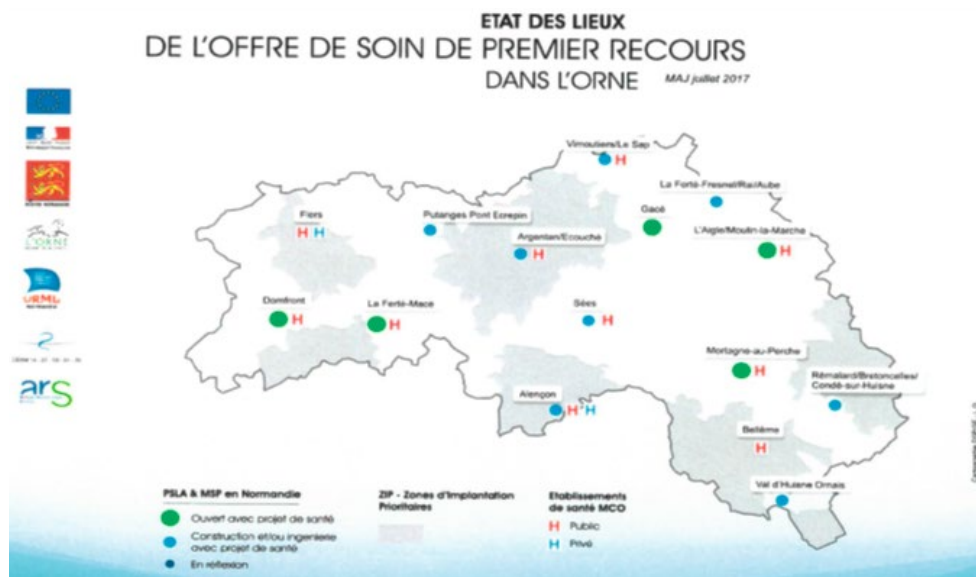 ETAT DES LIEUX
DE L'OFFRE DE SOIN DE PREMIER RECOURS
DANS L'ORNE
MAJ juillet 2017
Vimoutiers/Le Sap
La Ferté-Fresnel/Rai/Aube
Flers
Putanges Pont Ecrepin
Gacé
L'Aigle/Moulin-la-Marche
Argentan/Ecouché
H H
H
H
H
L'ORNE
URML
Domfront
La Ferté-Macé
Sées
H
H
H
ars
Mortagne-au-Perche
H
Rémalard/Bretoncelles/
Condé-sur-Huisne
Alençon
H H
Bellême
H
Val d'Huisne Ornais
PSLA & MSP en Normandie
Ouvert avec projet de santé
Construction et/ou ingenierie
avec projet de santé
En réflexion
ZIP - Zones d'Implantation
Prioritaires
Etablissements
de santé MCO
H Public
H Privé